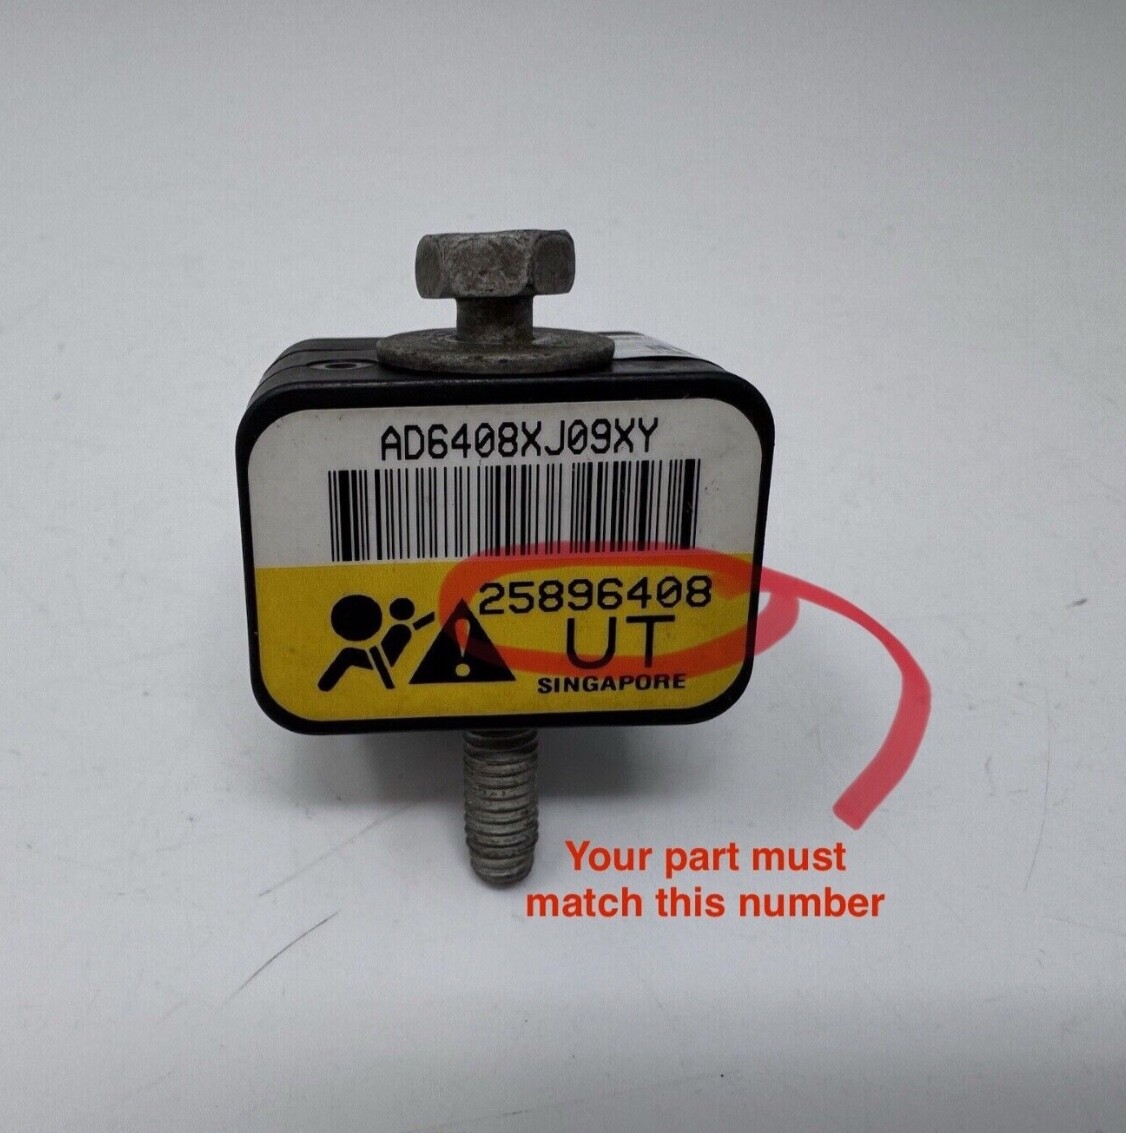 AD6408XJ09XY
25896408
UT
SINGAPORE
Your part must
match this number